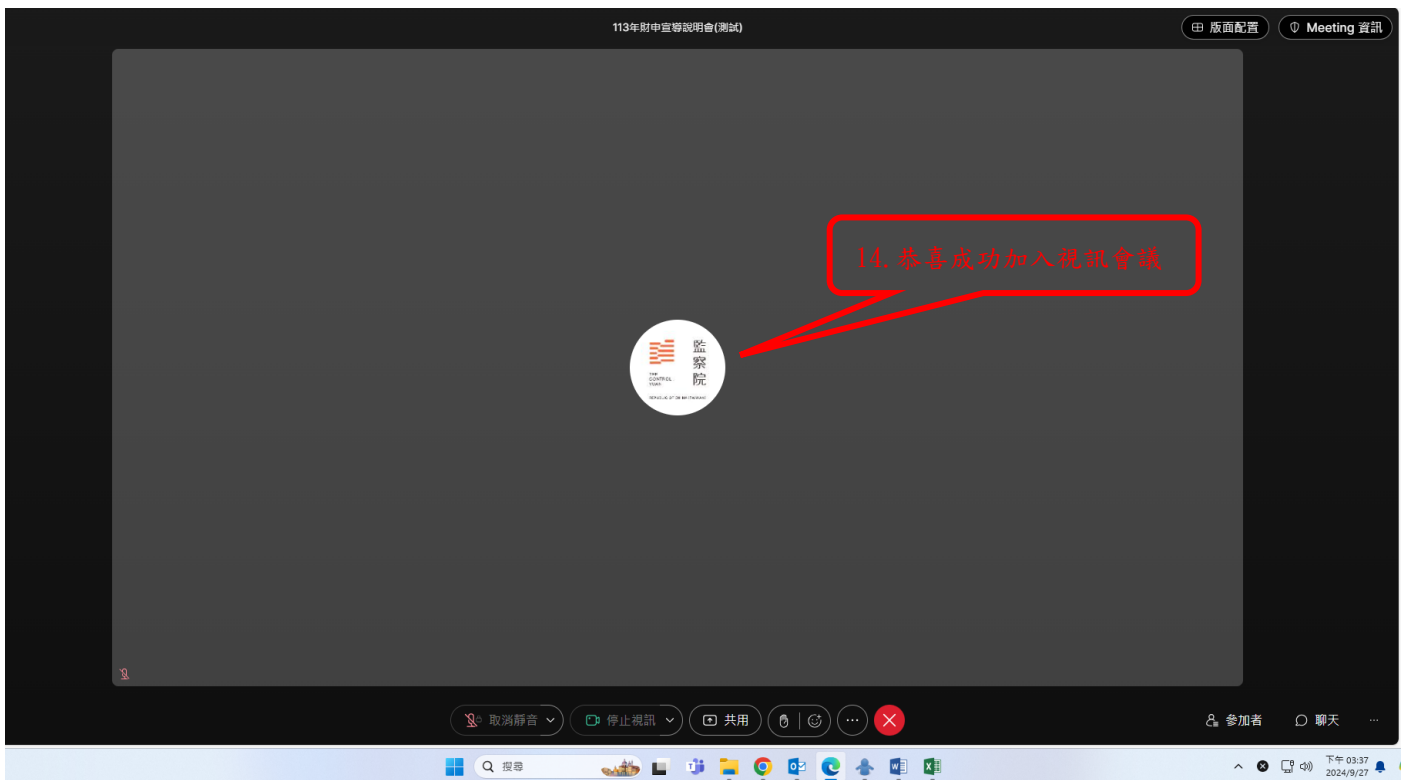 113年財申宣導說明會(測試)
版面配置
Meeting 資訊
14.恭喜成功加入視訊會議
監察院
THE
CONTROL
YUAN
取消靜音
停止視訊
共用
參加者
聊天
搜尋
下午 03:37
2024/9/27